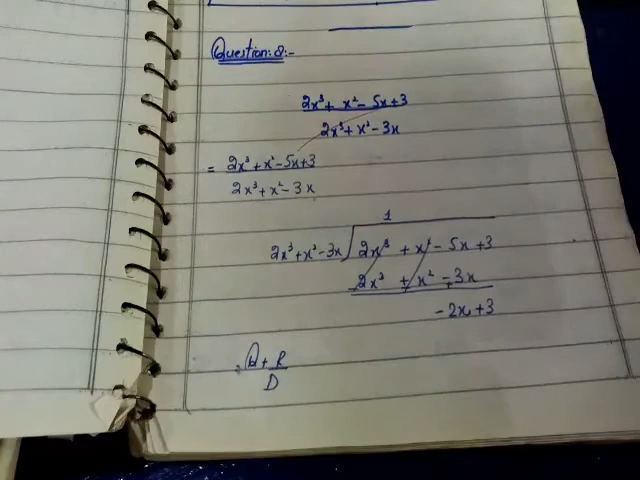 Question: 8:-
2x³ + x² - 5x + 3
2x³ + x² - 3x
= 2x³ + x² - 5x + 3
2x³ + x² - 3x
1
2x³ + x² - 3x 2x³ + x² - 5x + 3
-2x³ + x² - 3x
+
- 2x + 3
= Q + R
D